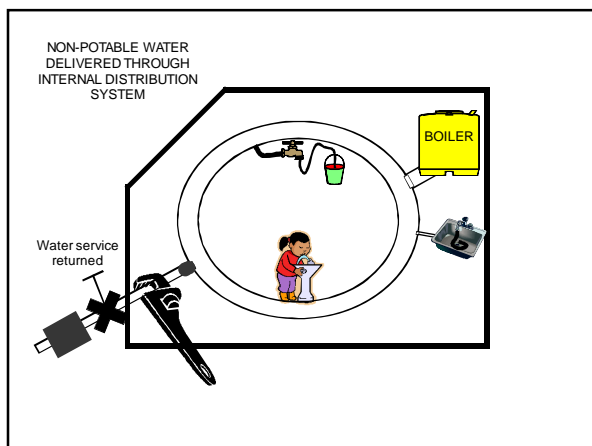 NON-POTABLE WATER
DELIVERED THROUGH
INTERNAL DISTRIBUTION
SYSTEM
BOILER
Water service
returned